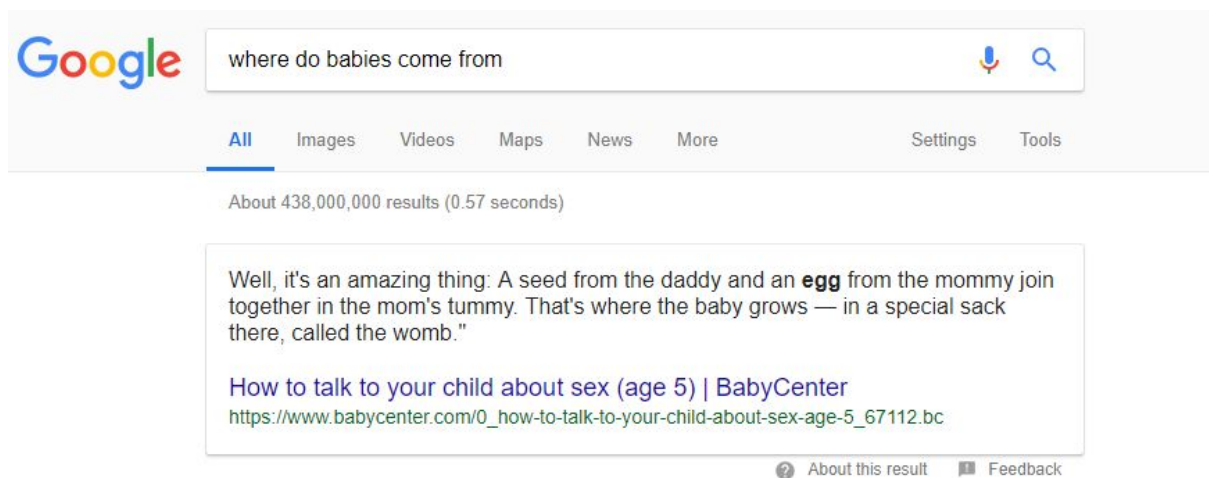 Google
where do babies come from
All Images Videos Maps News More Settings Tools
About 438,000,000 results (0.57 seconds)
Well, it's an amazing thing: A seed from the daddy and an egg from the mommy join
together in the mom's tummy. That's where the baby grows — in a special sack
there, called the womb."
How to talk to your child about sex (age 5) | BabyCenter
https://www.babycenter.com/0_how-to-talk-to-your-child-about-sex-age-5_67112.bc
About this result Feedback